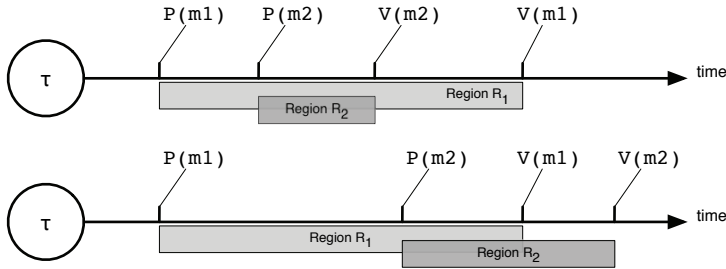 P(m1) P(m2) V(m2) V(m1)
τ time
Region R1
Region R2
P(m1) P(m2) V(m1) V(m2)
τ time
Region R1
Region R2